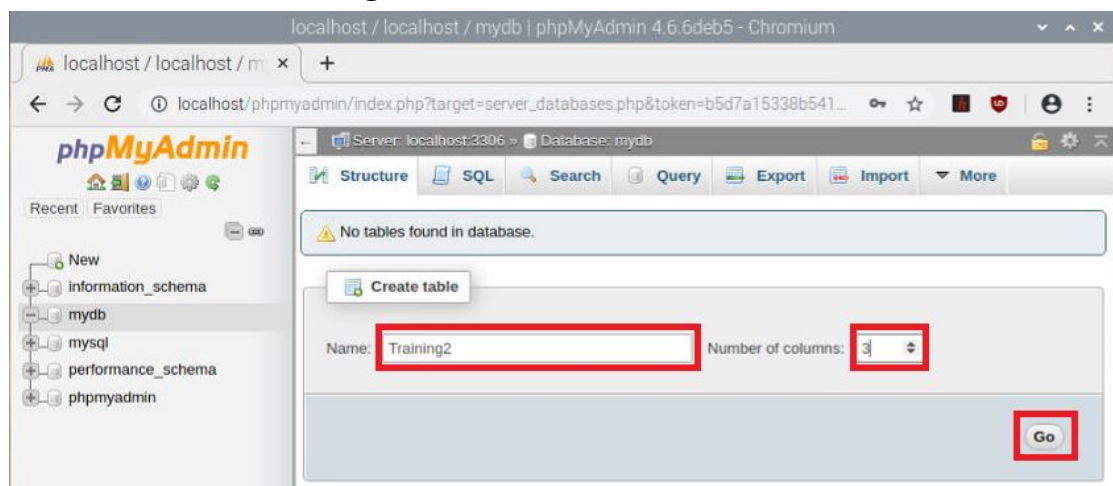 localhost / localhost / mydb | phpMyAdmin 4.6.6deb5 - Chromium
localhost / localhost / m
localhost/phpmyadmin/index.php?target=server_databases.php&token=b5d7a15338b541...
phpMyAdmin
Recent Favorites
New
information_schema
mydb
mysql
performance_schema
phpmyadmin
Server: localhost:3306 » Database: mydb
Structure SQL Search Query Export Import More
No tables found in database.
Create table
Name: Training2 Number of columns: 3
Go